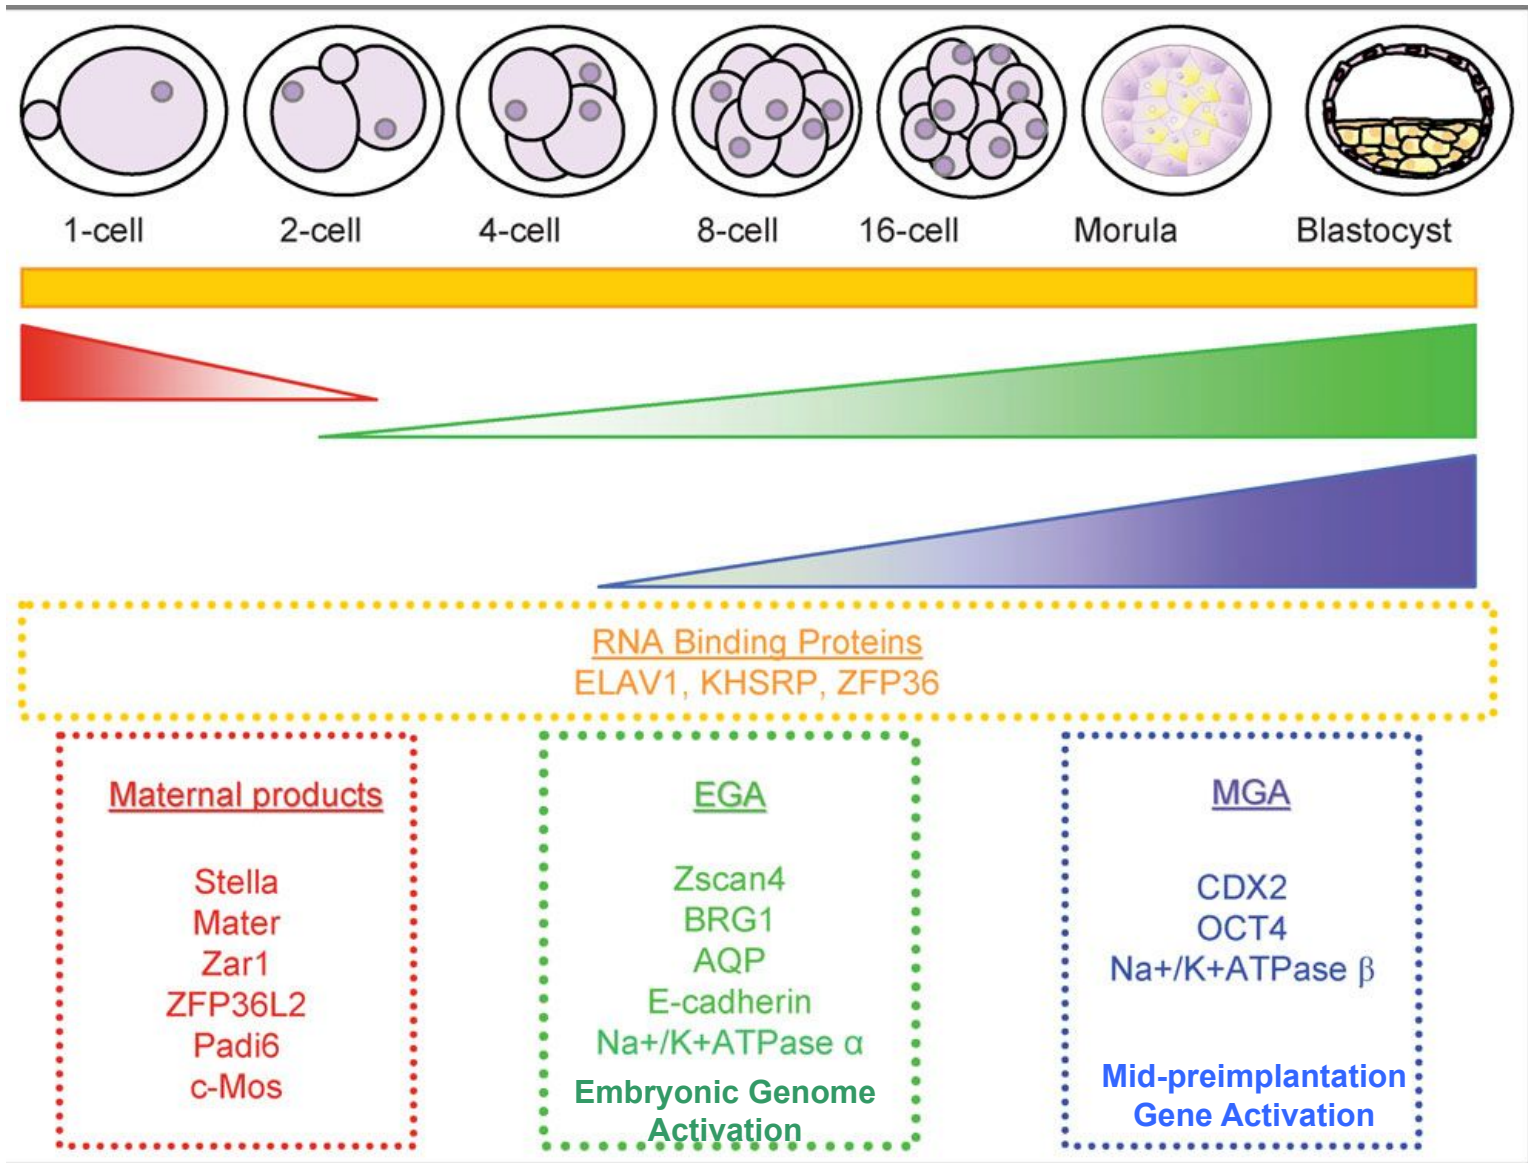 1-cell 2-cell 4-cell 8-cell 16-cell Morula Blastocyst
RNA Binding Proteins
ELAV1, KHSRP, ZFP36
Maternal products
Stella
Mater
Zar1
ZFP36L2
Padi6
c-Mos
EGA
Zscan4
BRG1
AQP
E-cadherin
Na+/K+ATPase α
Embryonic Genome
Activation
MGA
CDX2
OCT4
Na+/K+ATPase β
Mid-preimplantation
Gene Activation